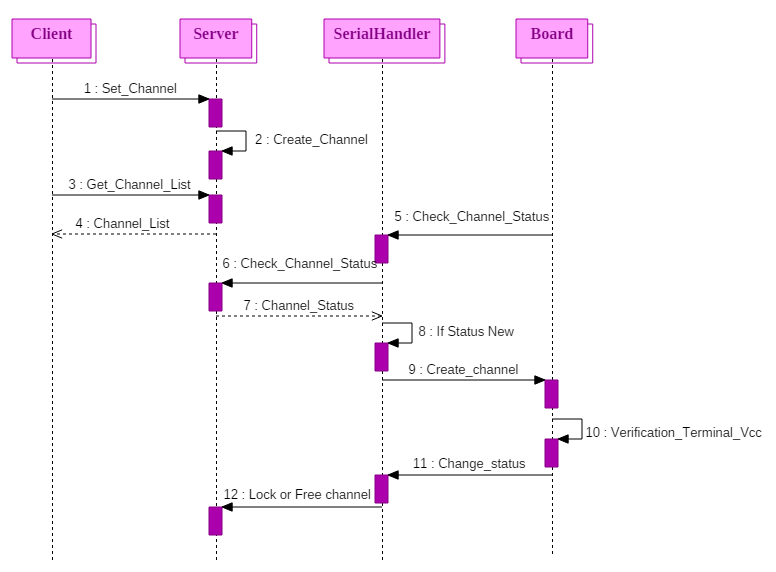 Client
Server
SerialHandler
Board
1 : Set_Channel
2 : Create_Channel
3 : Get_Channel_List
4 : Channel_List
5 : Check_Channel_Status
6 : Check_Channel_Status
7 : Channel_Status
8 : If Status New
9 : Create_channel
10 : Verification_Terminal_Vcc
11 : Change_status
12 : Lock or Free channel